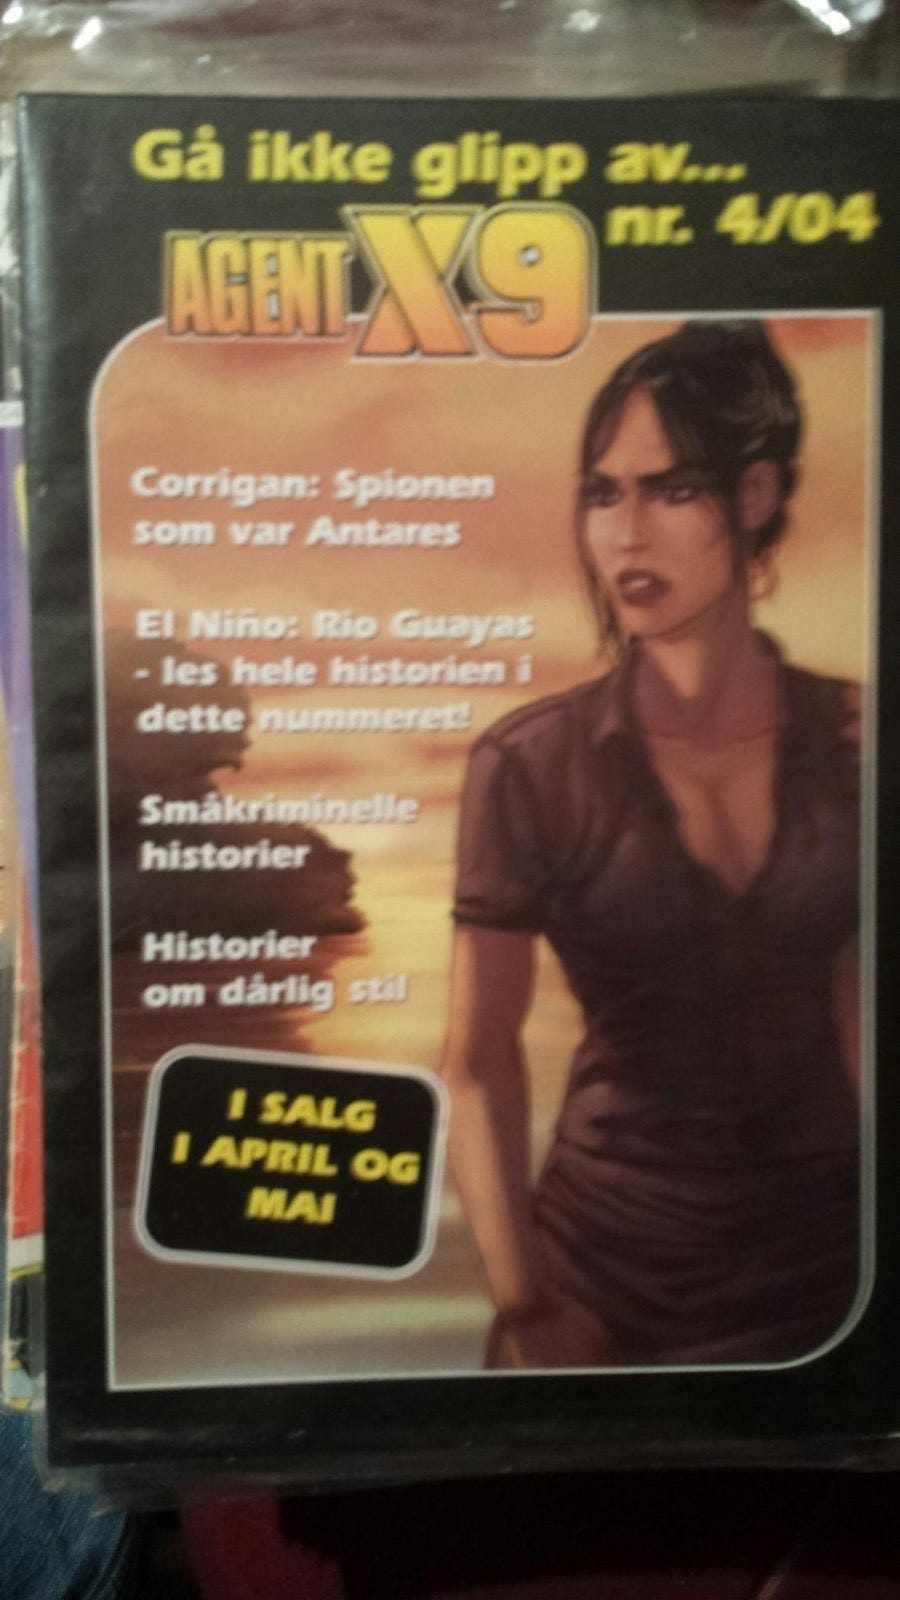 Gå ikke glipp av...
AGENT X9 nr. 4/04
Corrigan: Spionen
som var Antares
El Niño: Rio Guayas
- les hele historien i
dette nummeret!
Småkriminelle
historier
Historier
om dårlig stil
I SALG
I APRIL OG
MAI